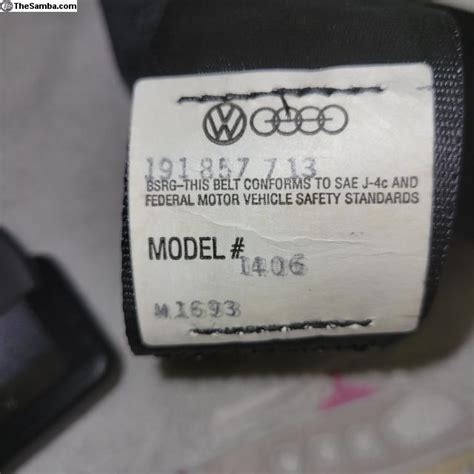 TheSamba.com
191 857 713
BSRG-THIS BELT CONFORMS TO SAE J-4c AND
FEDERAL MOTOR VEHICLE SAFETY STANDARDS
MODEL #
1406
M1693